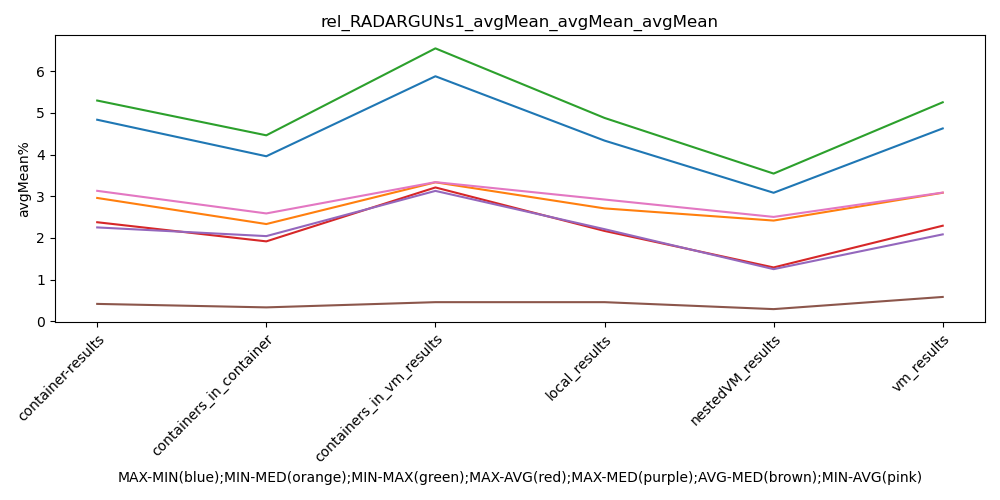 rel_RADARGUNs1_avgMean_avgMean_avgMean
avgMean%
6
5
4
3
2
1
0
container-results
containers_in_container
containers_in_vm_results
local_results
nestedVM_results
vm_results
MAX-MIN(blue);MIN-MED(orange);MIN-MAX(green);MAX-AVG(red);MAX-MED(purple);AVG-MED(brown);MIN-AVG(pink)